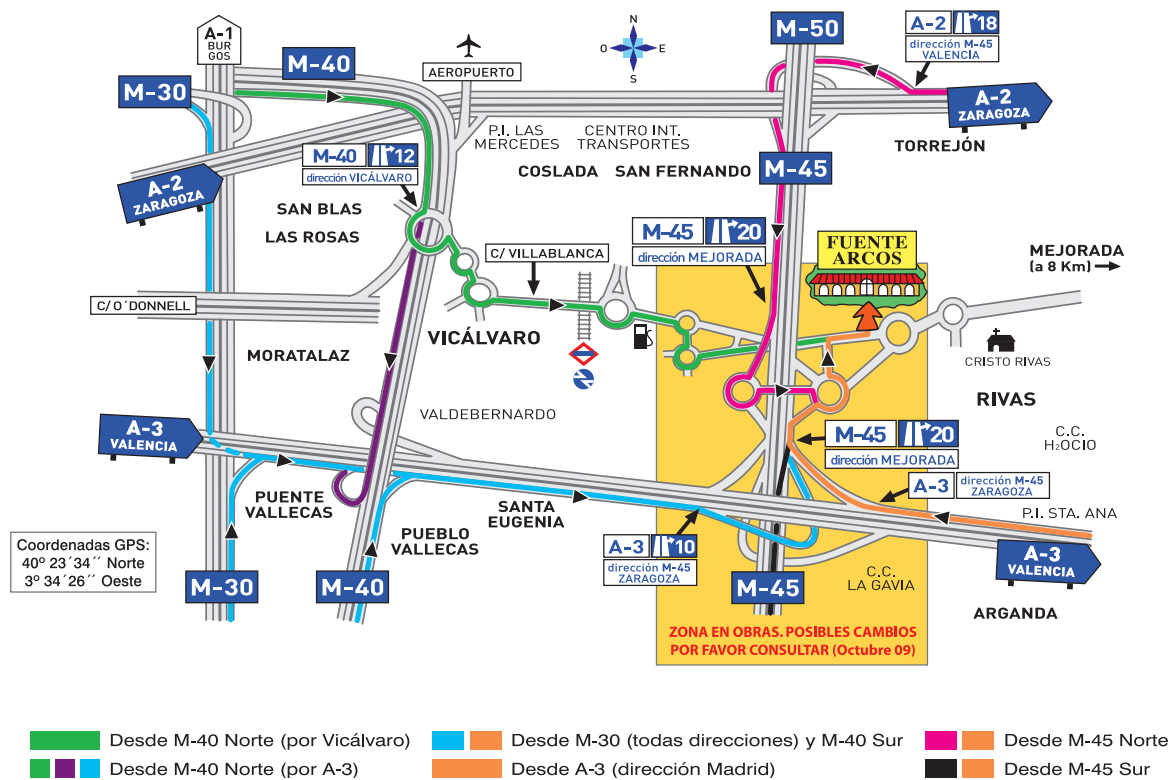 A-1
BUR
GOS
N
O E
S
M-50
A-2 18
dirección M-45
VALENCIA
M-40
AEROPUERTO
M-30
A-2
ZARAGOZA
P.I. LAS
MERCEDES
CENTRO INT.
TRANSPORTES
TORREJÓN
M-40 12
dirección VICÁLVARO
COSLADA SAN FERNANDO
M-45
A-2
ZARAGOZA
SAN BLAS
LAS ROSAS
M-45 20
dirección MEJORADA
FUENTE
ARCOS
MEJORADA
(a 8 Km)
C/ VILLABLANCA
C/O´DONNELL
VICÁLVARO
MORATALAZ
CRISTO RIVAS
RIVAS
VALDEBERNARDO
A-3
VALENCIA
M-45 20
dirección MEJORADA
C.C.
H2OCIO
A-3 dirección M-45
ZARAGOZA
PUENTE
VALLECAS
SANTA
EUGENIA
P.I. STA. ANA
PUEBLO
VALLECAS
A-3 10
dirección M-45
ZARAGOZA
A-3
VALENCIA
Coordenadas GPS:
40º 23´34´´ Norte
3º 34´26´´ Oeste
M-30
M-40
M-45
C.C.
LA GAVIA
ARGANDA
ZONA EN OBRAS. POSIBLES CAMBIOS
POR FAVOR CONSULTAR (Octubre 09)
Desde M-40 Norte (por Vicálvaro)
Desde M-30 (todas direcciones) y M-40 Sur
Desde M-45 Norte
Desde M-40 Norte (por A-3)
Desde A-3 (dirección Madrid)
Desde M-45 Sur